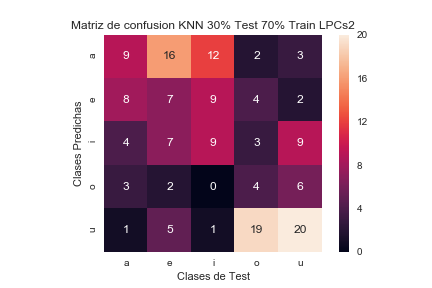 Matriz de confusion KNN 30% Test 70% Train LPCs2
Clases Predichas
a 9 16 12 2 3
e 8 7 9 4 2
i 4 7 9 3 9
o 3 2 0 4 6
u 1 5 1 19 20
a e i o u
Clases de Test
20
16
12
8
4
0